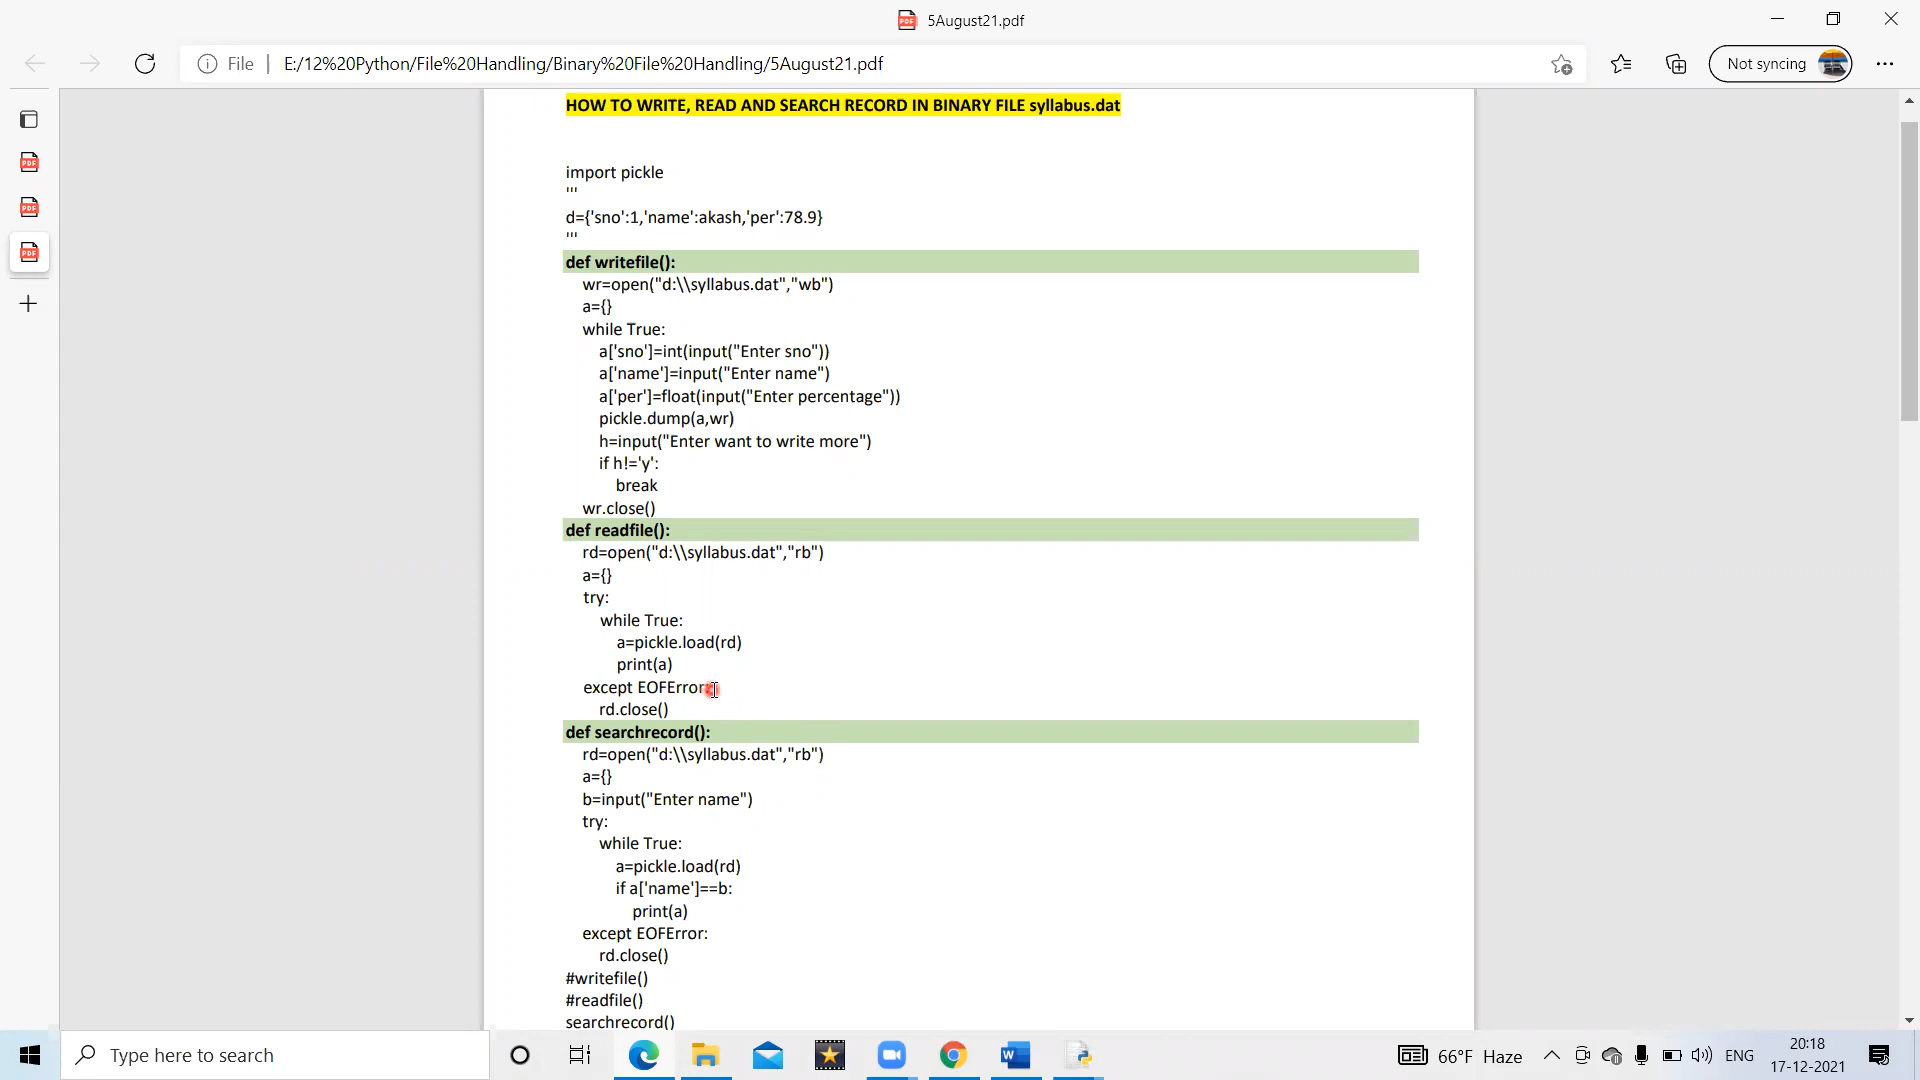 5August21.pdf
File
E:/12%20Python/File%20Handling/Binary%20File%20Handling/5August21.pdf
Not syncing
HOW TO WRITE, READ AND SEARCH RECORD IN BINARY FILE syllabus.dat
import pickle
'''
d={'sno':1,'name':akash,'per':78.9}
'''
def writefile():
wr=open("d:\\syllabus.dat","wb")
a={}
while True:
a['sno']=int(input("Enter sno"))
a['name']=input("Enter name")
a['per']=float(input("Enter percentage"))
pickle.dump(a,wr)
h=input("Enter want to write more")
if h!='y':
break
wr.close()
def readfile():
rd=open("d:\\syllabus.dat","rb")
a={}
try:
while True:
a=pickle.load(rd)
print(a)
except EOFError:
rd.close()
def searchrecord():
rd=open("d:\\syllabus.dat","rb")
a={}
b=input("Enter name")
try:
while True:
a=pickle.load(rd)
if a['name']==b:
print(a)
except EOFError:
rd.close()
#writefile()
#readfile()
searchrecord()
Type here to search
66°F Haze
ENG
20:18
17-12-2021